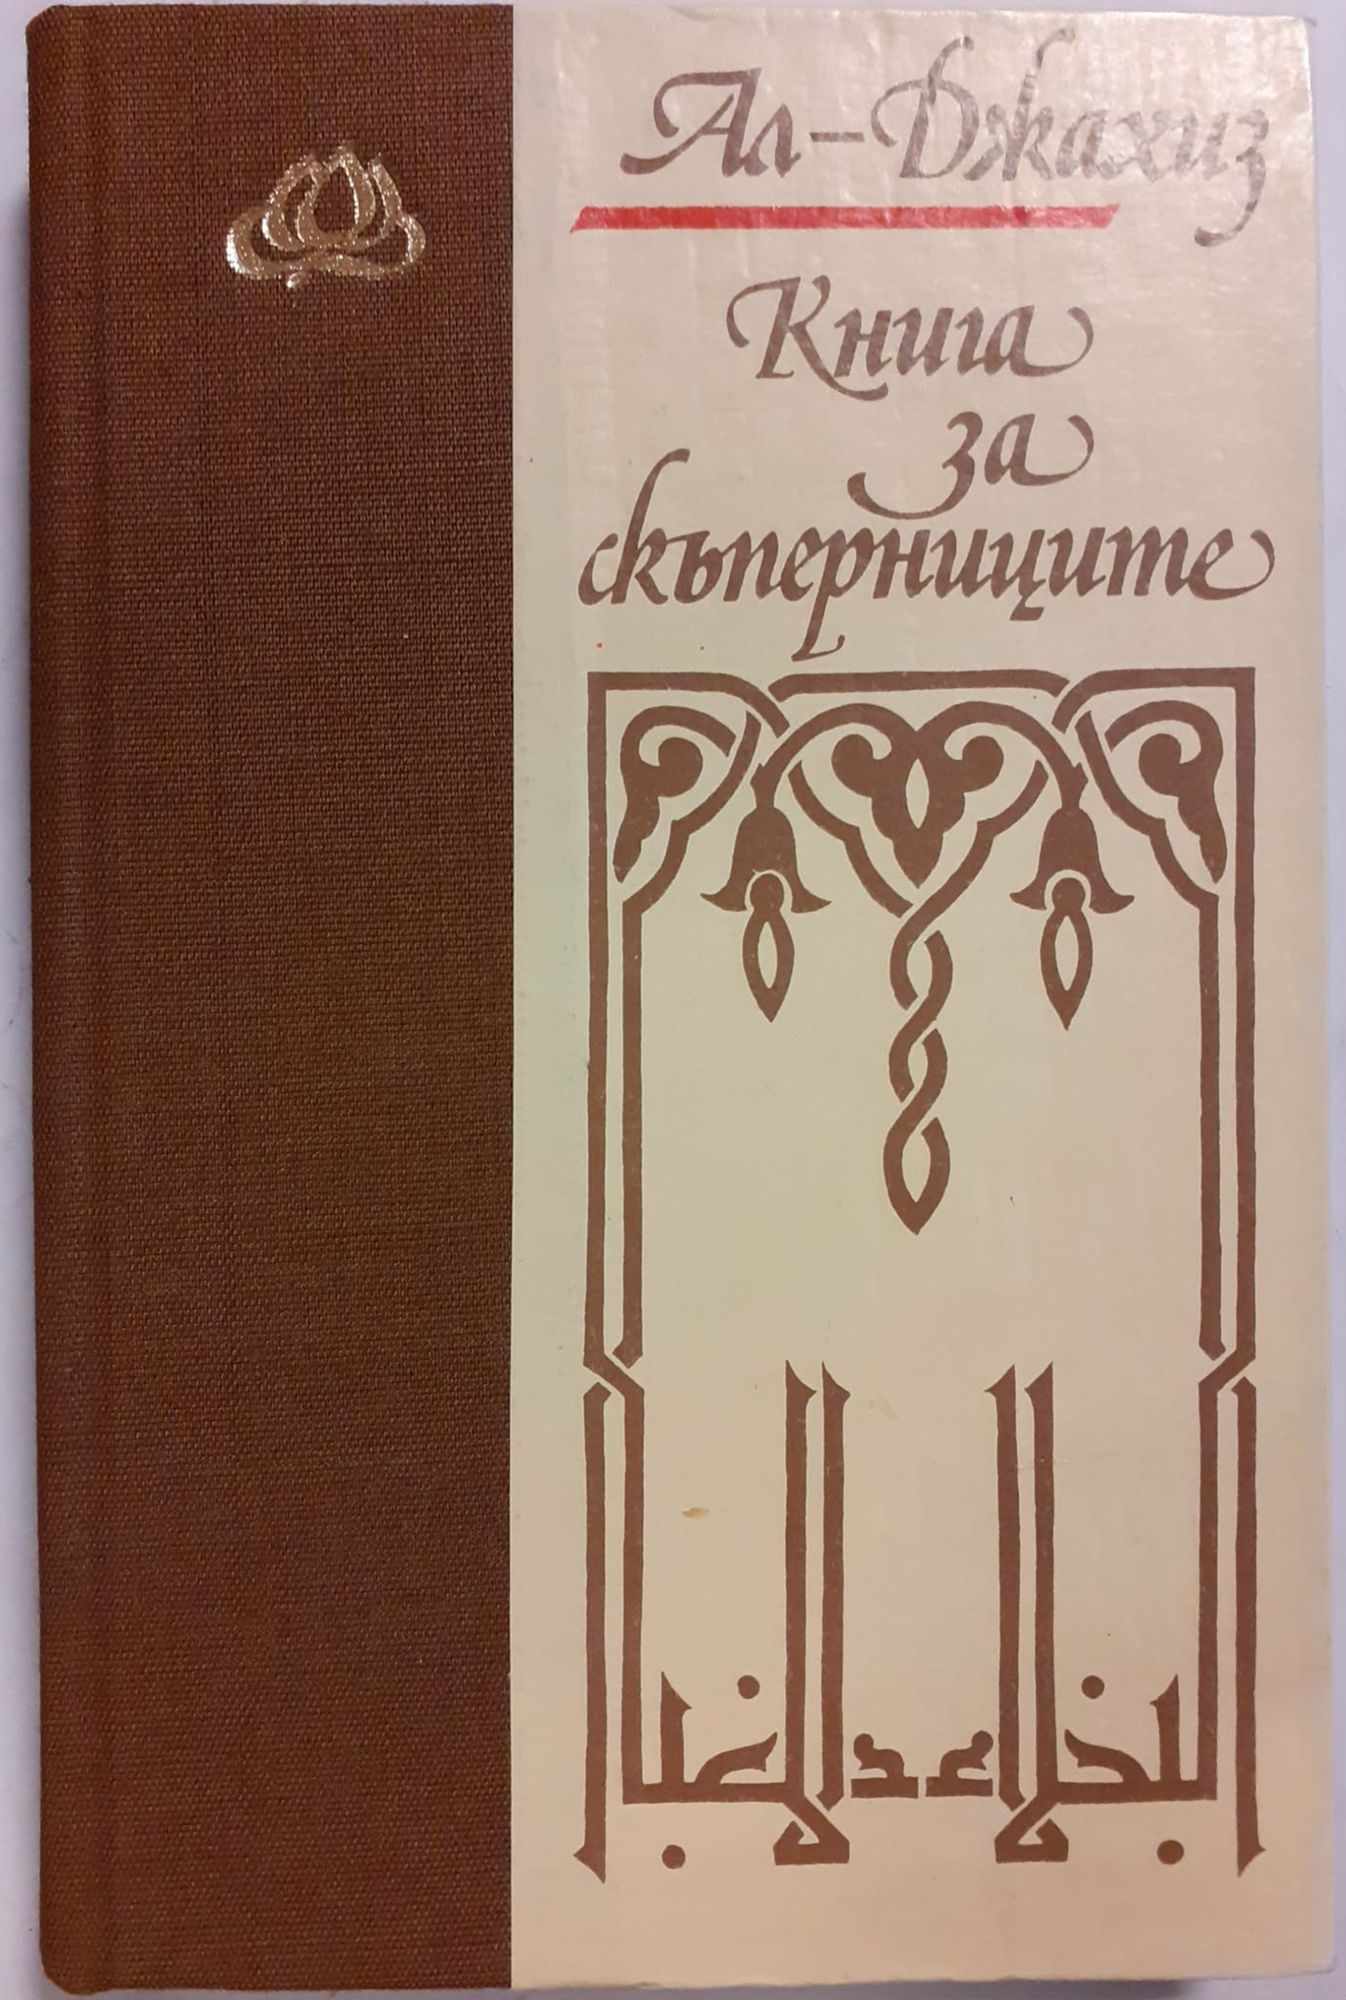 Ал-Джахиз
Книга
за
скъперниците
البخلاء